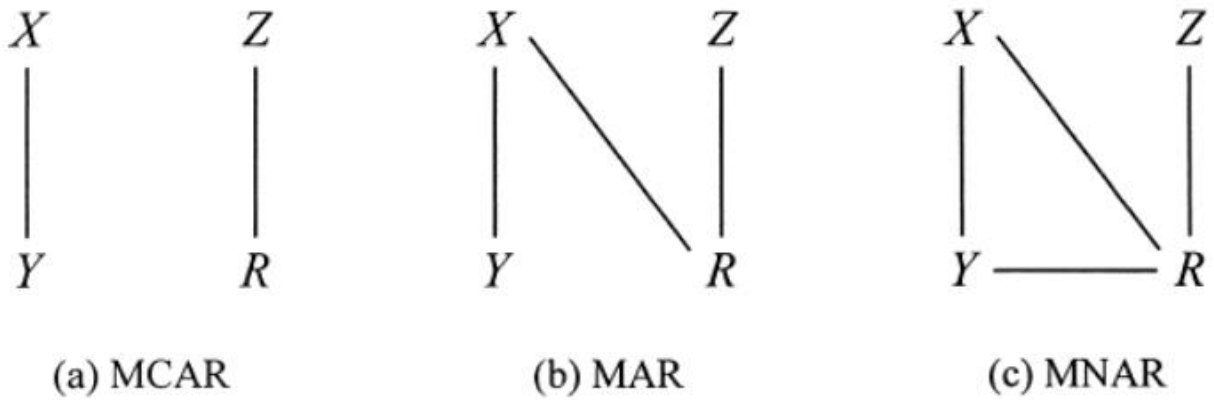 X Z X Z X Z
Y R Y R Y R
(a) MCAR (b) MAR (c) MNAR